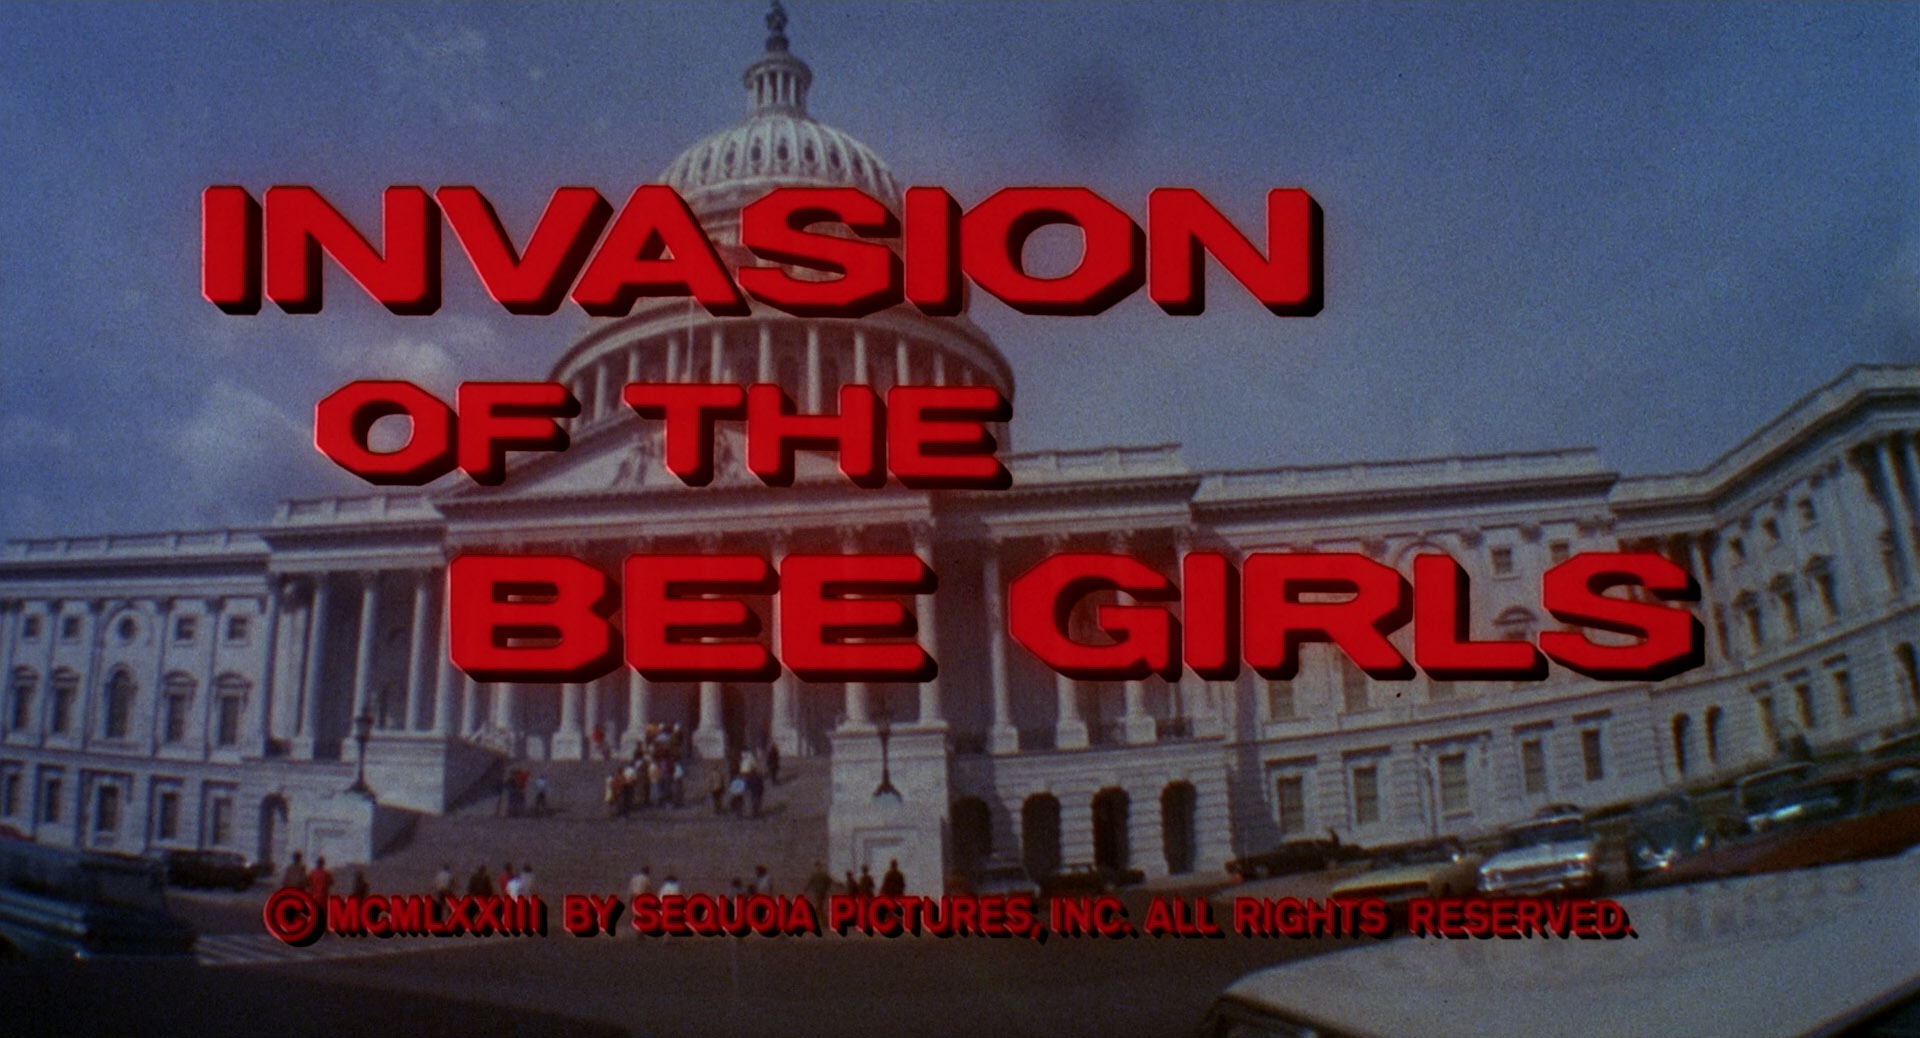 INVASION
OF THE
BEE GIRLS
© MCMLXXIII BY SEQUOIA PICTURES, INC. ALL RIGHTS RESERVED.